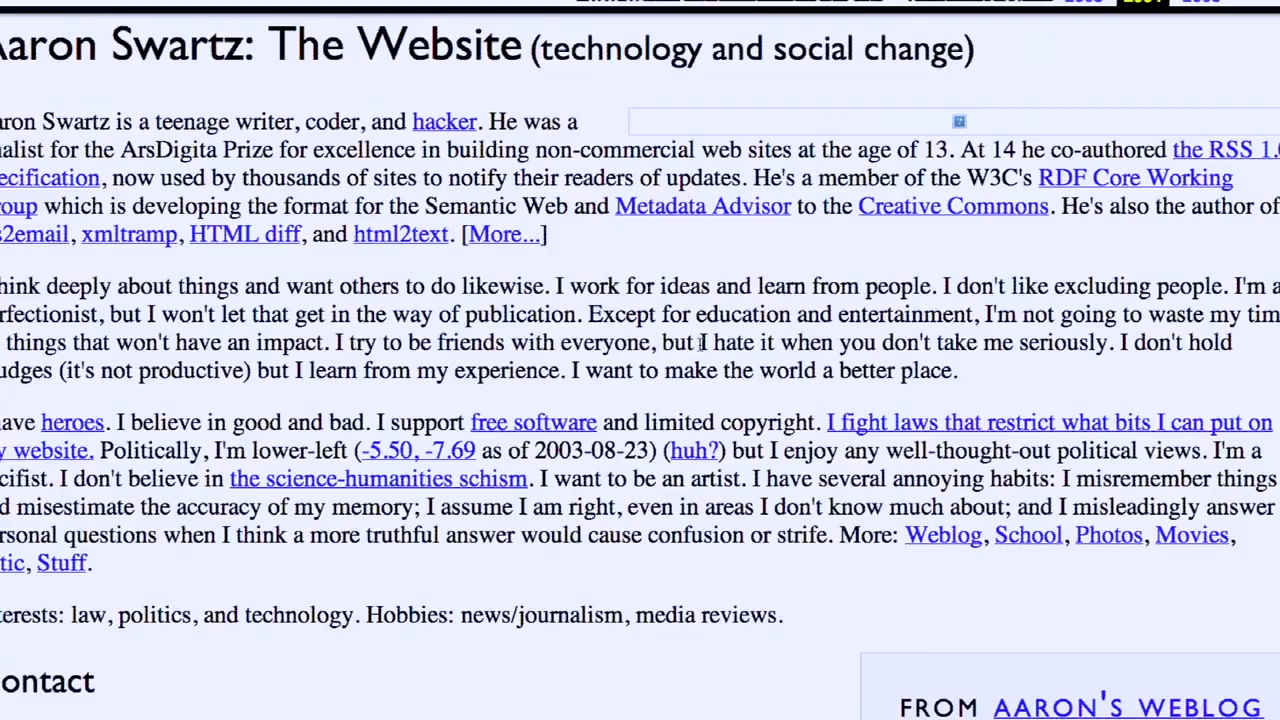 Aaron Swartz: The Website (technology and social change)
aron Swartz is a teenage writer, coder, and hacker. He was a
nalist for the ArsDigita Prize for excellence in building non-commercial web sites at the age of 13. At 14 he co-authored the RSS 1.0
ecification, now used by thousands of sites to notify their readers of updates. He's a member of the W3C's RDF Core Working
roup which is developing the format for the Semantic Web and Metadata Advisor to the Creative Commons. He's also the author of
s2email, xmltramp, HTML diff, and html2text. [More...]
hink deeply about things and want others to do likewise. I work for ideas and learn from people. I don't like excluding people. I'm a
rfectionist, but I won't let that get in the way of publication. Except for education and entertainment, I'm not going to waste my tim
things that won't have an impact. I try to be friends with everyone, but I hate it when you don't take me seriously. I don't hold
udges (it's not productive) but I learn from my experience. I want to make the world a better place.
ave heroes. I believe in good and bad. I support free software and limited copyright. I fight laws that restrict what bits I can put on
y website. Politically, I'm lower-left (-5.50, -7.69 as of 2003-08-23) (huh?) but I enjoy any well-thought-out political views. I'm a
cifist. I don't believe in the science-humanities schism. I want to be an artist. I have several annoying habits: I misremember things
d misestimate the accuracy of my memory; I assume I am right, even in areas I don't know much about; and I misleadingly answer
rsonal questions when I think a more truthful answer would cause confusion or strife. More: Weblog, School, Photos, Movies,
tic, Stuff.
terests: law, politics, and technology. Hobbies: news/journalism, media reviews.
ontact
FROM AARON'S WEBLOG